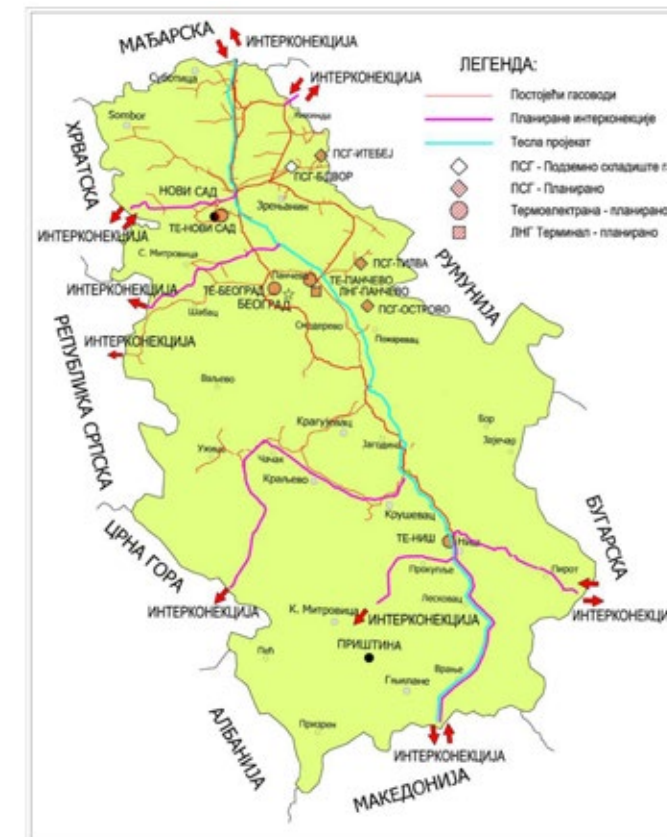 МАЂАРСКА
ИНТЕРКОНЕКЦИЈА
ИНТЕРКОНЕКЦИЈА
ЛЕГЕНДА:
Постојећи гасоводи
Планиране интерконекције
Тесла пројекат
ПСГ - Подземно складиште г
ПСГ - Планирано
Термоелектрана - планирано
ЛНГ Терминал - планирано
Суботица
Sombor
Кикинда
ХРВАТСКА
ПСГ-ИТЕБЕЈ
ПСГ-БДВОР
НОВИ САД
Зрењанин
ТЕ-НОВИ САД
ИНТЕРКОНЕКЦИЈА
С. Митровица
ПСГ-ТИЛВА
РУМУНИЈА
Панчево
ТЕ-ПАНЧЕВО
ИНТЕРКОНЕКЦИЈА
ТЕ-БЕОГРАД
ЛНГ-ПАНЧЕВО
БЕОГРАД
ПСГ-ОСТРОВО
Шабац
Смедерево
Пожаревац
ИНТЕРКОНЕКЦИЈА
РЕПУБЛИКА СРПСКА
Ваљево
Бор
Зајечар
Крагујевац
Јагодина
Ужице
Чачак
Краљево
Крушевац
ЦРНА ГОРА
ТЕ-НИШ
Ниш
БУГАРСКА
Прокупље
Пирот
Лесковац
ИНТЕРКОНЕКЦИЈА
К. Митровица
ИНТЕРКОНЕКЦИЈА
ИНТЕРКОНЕКЦИ
ПРИШТИНА
Пећ
Врање
Гњилане
АЛБАНИЈА
Призрен
ИНТЕРКОНЕКЦИЈА
МАКЕДОНИЈА